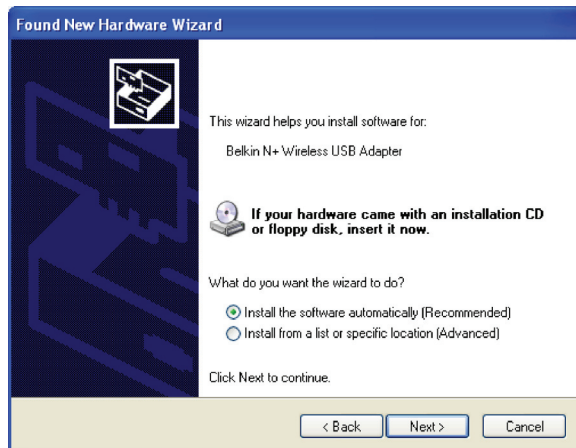 Found New Hardware Wizard
This wizard helps you install software for:
Belkin N+ Wireless USB Adapter
If your hardware came with an installation CD
or floppy disk, insert it now.
What do you want the wizard to do?
Install the software automatically (Recommended)
Install from a list or specific location (Advanced)
Click Next to continue.
< Back
Next >
Cancel